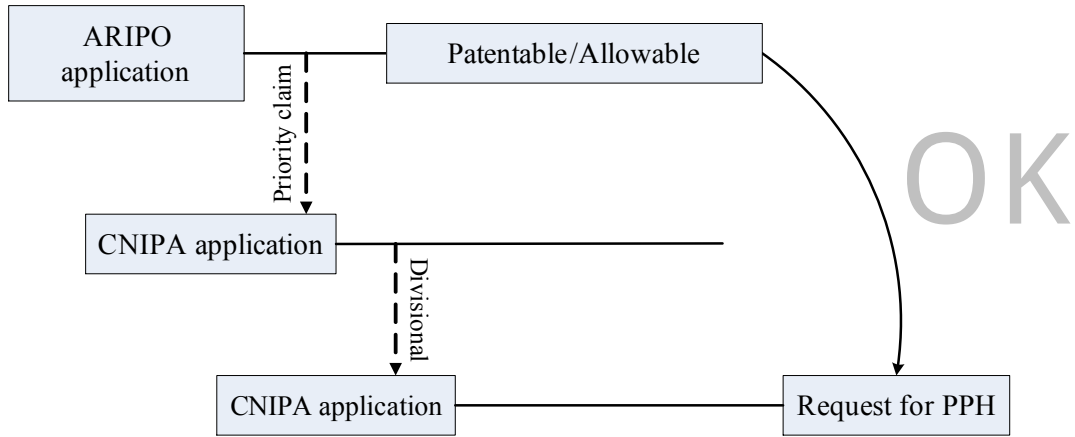 ARIPO
application
Patentable/Allowable
Priority claim
OK
CNIPA application
Divisional
CNIPA application
Request for PPH